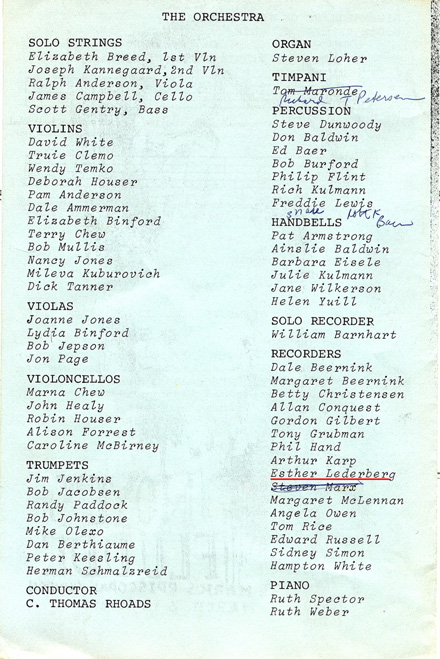 THE ORCHESTRA
SOLO STRINGS
Elizabeth Breed, 1st Vln
Joseph Kannegaard, 2nd Vln
Ralph Anderson, Viola
James Campbell, Cello
Scott Gentry, Bass
VIOLINS
David White
Truie Clemo
Wendy Temko
Deborah Houser
Pam Anderson
Dale Ammerman
Elizabeth Binford
Terry Chew
Bob Mullis
Nancy Jones
Mileva Kuburovich
Dick Tanner
VIOLAS
Joanne Jones
Lydia Binford
Bob Jepson
Jon Page
VIOLONCELLOS
Marna Chew
John Healy
Robin Houser
Alison Forrest
Caroline McBirney
TRUMPETS
Jim Jenkins
Bob Jacobsen
Randy Paddock
Bob Johnstone
Mike Olexo
Dan Berthiaume
Peter Keesling
Herman Schmalzreid
CONDUCTOR
C. THOMAS RHOADS
ORGAN
Steven Loher
TIMPANI
Tom Maronde
Richard T Petersen
PERCUSSION
Steve Dunwoody
Don Baldwin
Ed Baer
Bob Burford
Philip Flint
Rich Kulmann
Freddie Lewis
HANDBELLS
Pat Armstrong
Ainslie Baldwin
Barbara Eisele
Julie Kulmann
Jane Wilkerson
Helen Yuill
SOLO RECORDER
William Barnhart
RECORDERS
Dale Beernink
Margaret Beernink
Betty Christensen
Allan Conquest
Gordon Gilbert
Tony Grubman
Phil Hand
Arthur Karp
Esther Lederberg
Steven Marx
Margaret McLennan
Angela Owen
Tom Rice
Edward Russell
Sidney Simon
Hampton White
PIANO
Ruth Spector
Ruth Weber